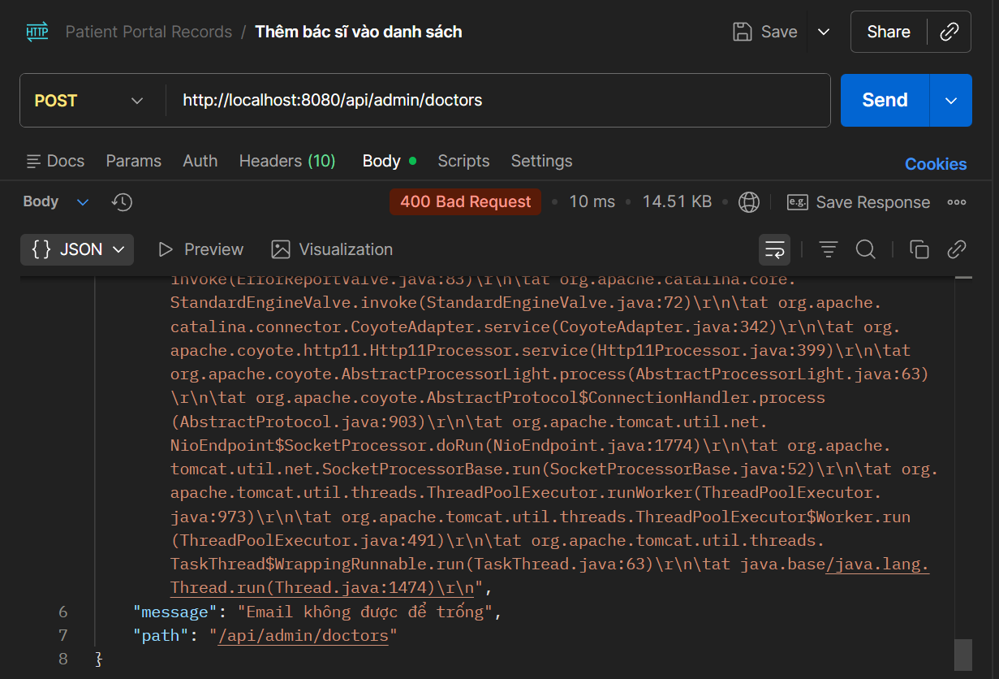 HTTP Patient Portal Records / Thêm bác sĩ vào danh sách Save Share
POST http://localhost:8080/api/admin/doctors Send
Docs Params Auth Headers (10) Body Scripts Settings Cookies
Body 400 Bad Request 10 ms 14.51 KB e.g. Save Response
{} JSON Preview Visualization
invoke(ErrorReportValve.java:83)\r\n\tat org.apache.catalina.core.
StandardEngineValve.invoke(StandardEngineValve.java:72)\r\n\tat org.apache.
catalina.connector.CoyoteAdapter.service(CoyoteAdapter.java:342)\r\n\tat org.
apache.coyote.http11.Http11Processor.service(Http11Processor.java:399)\r\n\tat
org.apache.coyote.AbstractProcessorLight.process(AbstractProcessorLight.java:63)
\r\n\tat org.apache.coyote.AbstractProtocol$ConnectionHandler.process
(AbstractProtocol.java:903)\r\n\tat org.apache.tomcat.util.net.
NioEndpoint$SocketProcessor.doRun(NioEndpoint.java:1774)\r\n\tat org.apache.
tomcat.util.net.SocketProcessorBase.run(SocketProcessorBase.java:52)\r\n\tat org.
apache.tomcat.util.threads.ThreadPoolExecutor.runWorker(ThreadPoolExecutor.
java:973)\r\n\tat org.apache.tomcat.util.threads.ThreadPoolExecutor$Worker.run
(ThreadPoolExecutor.java:491)\r\n\tat org.apache.tomcat.util.threads.
TaskThread$WrappingRunnable.run(TaskThread.java:63)\r\n\tat java.base/java.lang.
Thread.run(Thread.java:1474)\r\n",
6 "message": "Email không được để trống",
7 "path": "/api/admin/doctors"
8 }